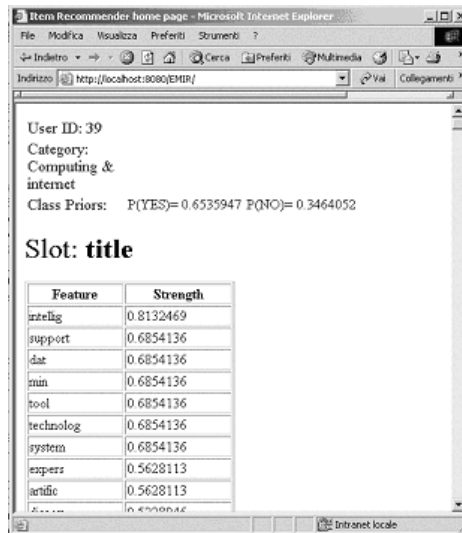 Item Recommender home page - Microsoft Internet Explorer
File Modifica Visualizza Preferiti Strumenti ?
Indietro Cerca Preferiti Multimedia
Indirizzo http://localhost:8080/EMIR/ Vai Collegamenti
User ID: 39
Category:
Computing &
internet
Class Priors: P(YES)= 0.6535947 P(NO)= 0.3464052
Slot: title
Feature Strength
intellig 0.8132469
support 0.6854136
dat 0.6854136
min 0.6854136
tool 0.6854136
technolog 0.6854136
system 0.6854136
expers 0.5628113
artific 0.5628113
Intranet locale